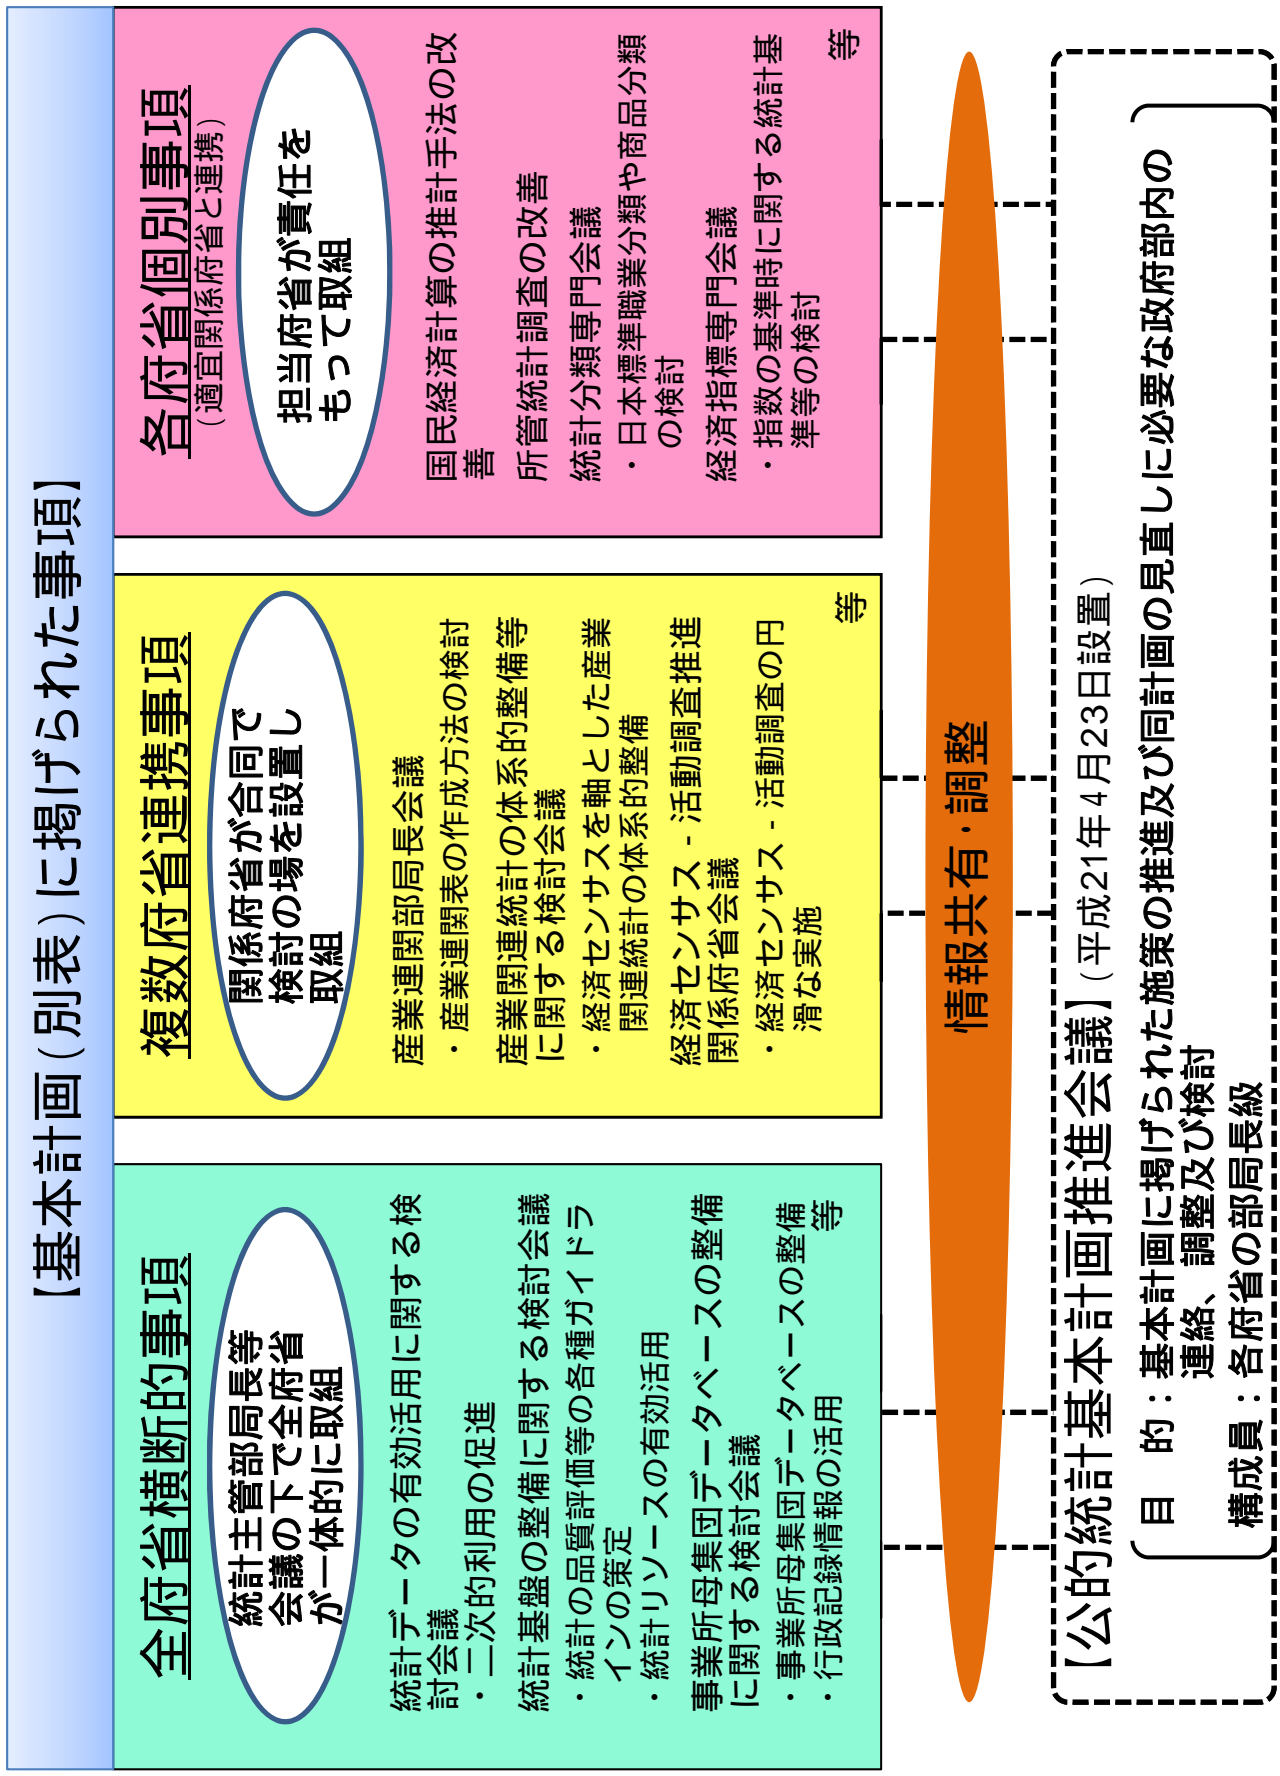 【基本計画（別表）に掲げられた事項】
全府省横断的事項
統計主管部局長等
会議の下で全府省
が一体的に取組
統計データの有効活用に関する検
討会議
・二次的利用の促進
統計基盤の整備に関する検討会議
・統計の品質評価等の各種ガイドラ
インの策定
・統計リソースの有効活用
事業所母集団データベースの整備
に関する検討会議
・事業所母集団データベースの整備
・行政記録情報の活用
等
複数府省連携事項
関係府省が合同で
検討の場を設置し
取組
産業連関部局長会議
・産業連関表の作成方法の検討
産業関連統計の体系的整備等
に関する検討会議
・経済センサスを軸とした産業
関連統計の体系的整備
経済センサス‐活動調査推進
関係府省会議
・経済センサス‐活動調査の円
滑な実施
等
各府省個別事項
（適宜関係府省と連携）
担当府省が責任を
もって取組
国民経済計算の推計手法の改
善
所管統計調査の改善
統計分類専門会議
・日本標準職業分類や商品分類
の検討
経済指標専門会議
・指数の基準時に関する統計基
準等の検討
等
情報共有・調整
【公的統計基本計画推進会議】（平成21年４月23日設置）
目　的：基本計画に掲げられた施策の推進及び同計画の見直しに必要な政府部内の
連絡、調整及び検討
構成員：各府省の部局長級